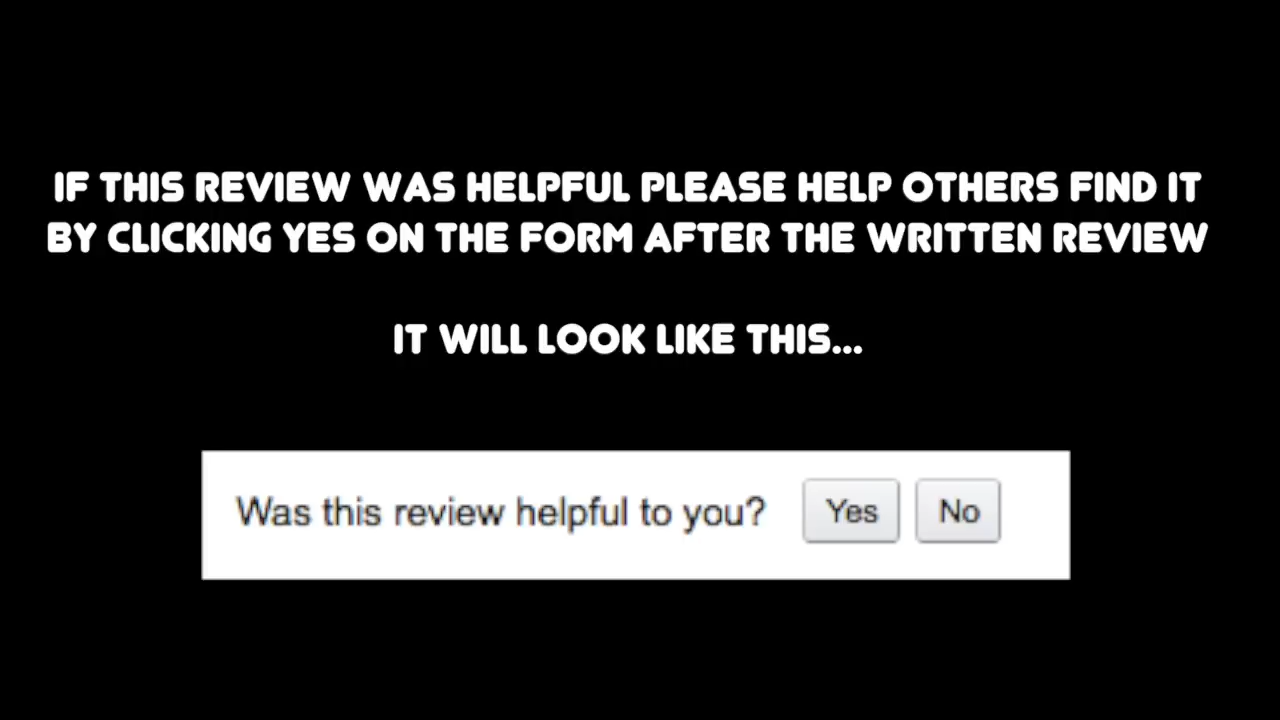 IF THIS REVIEW WAS HELPFUL PLEASE HELP OTHERS FIND IT
BY CLICKING YES ON THE FORM AFTER THE WRITTEN REVIEW
IT WILL LOOK LIKE THIS...
Was this review helpful to you? Yes No